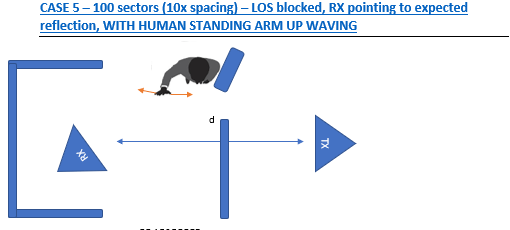 CASE 5 – 100 sectors (10x spacing) – LOS blocked, RX pointing to expected
reflection, WITH HUMAN STANDING ARM UP WAVING
d
RX
TX